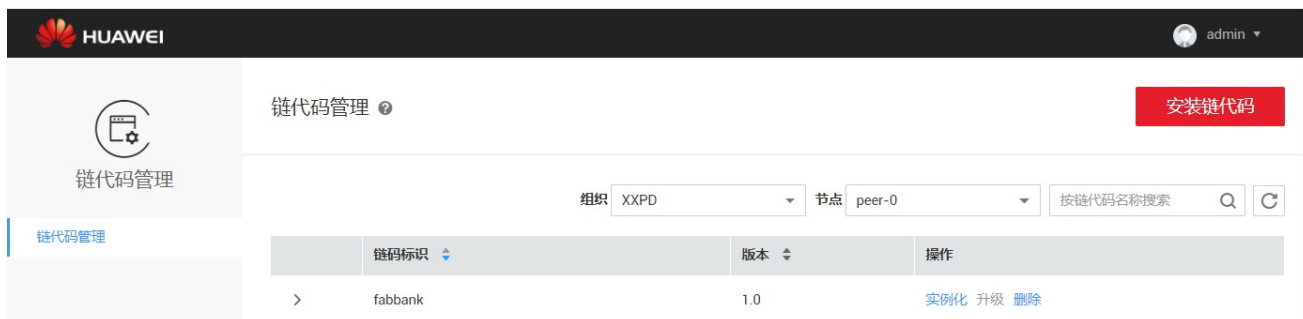 HUAWEI
admin
链代码管理
安装链代码
链代码管理
组织 XXPD 节点 peer-0 按链代码名称搜索
链代码管理
链码标识 版本 操作
fabbank 1.0 实例化 升级 删除